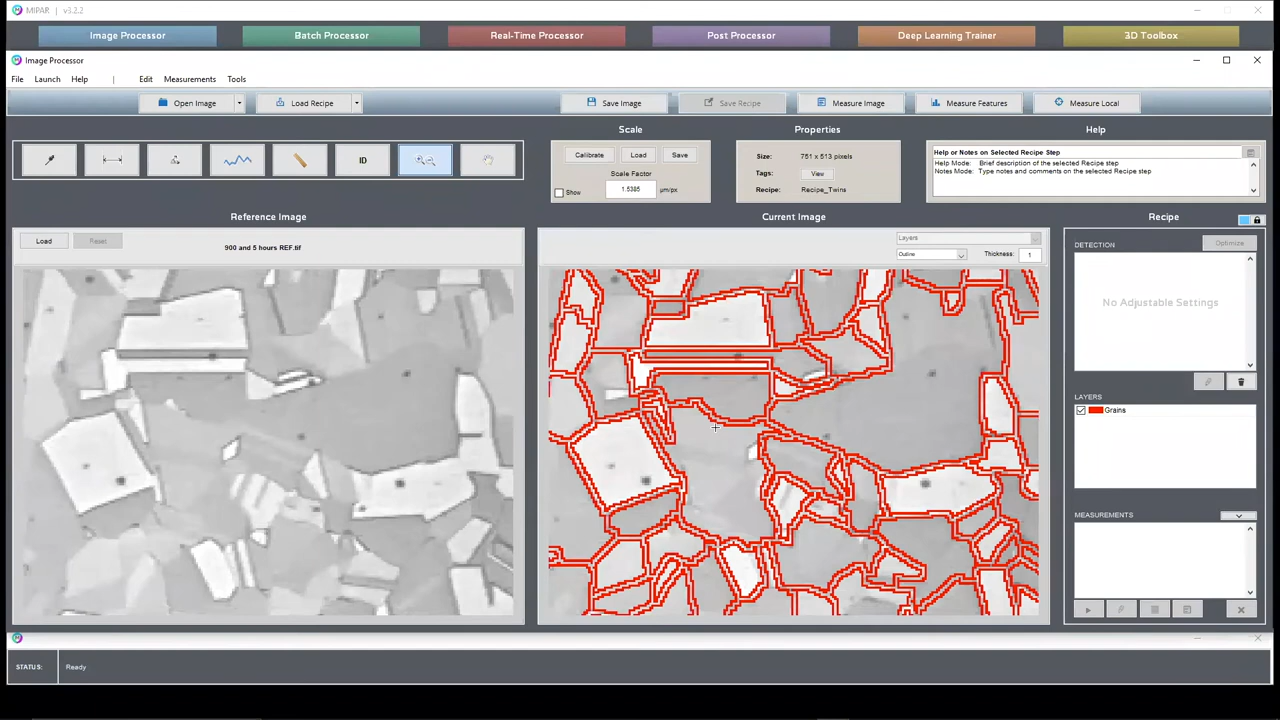 MIPAR | v3.2.2
Image Processor
Batch Processor
Real-Time Processor
Post Processor
Deep Learning Trainer
3D Toolbox
Image Processor
File Launch Help | Edit Measurements Tools
Open Image
Load Recipe
Save Image
Save Recipe
Measure Image
Measure Features
Measure Local
Scale
Properties
Help
ID
Calibrate
Load
Save
Scale Factor
Show
1.5385
µm/px
Size: 751 x 513 pixels
Tags: View
Recipe: Recipe_Twins
Help or Notes on Selected Recipe Step
Help Mode: Brief description of the selected Recipe step
Notes Mode: Type notes and comments on the selected Recipe step
Reference Image
Current Image
Recipe
Load
Reset
900 and 5 hours REF.tif
Layers
Outline
Thickness: 1
DETECTION
Optimize
No Adjustable Settings
LAYERS
Grains
MEASUREMENTS
STATUS: Ready